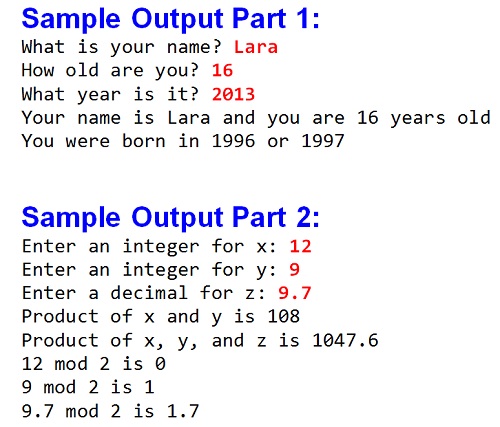 Sample Output Part 1:
What is your name? Lara
How old are you? 16
What year is it? 2013
Your name is Lara and you are 16 years old
You were born in 1996 or 1997
Sample Output Part 2:
Enter an integer for x: 12
Enter an integer for y: 9
Enter a decimal for z: 9.7
Product of x and y is 108
Product of x, y, and z is 1047.6
12 mod 2 is 0
9 mod 2 is 1
9.7 mod 2 is 1.7